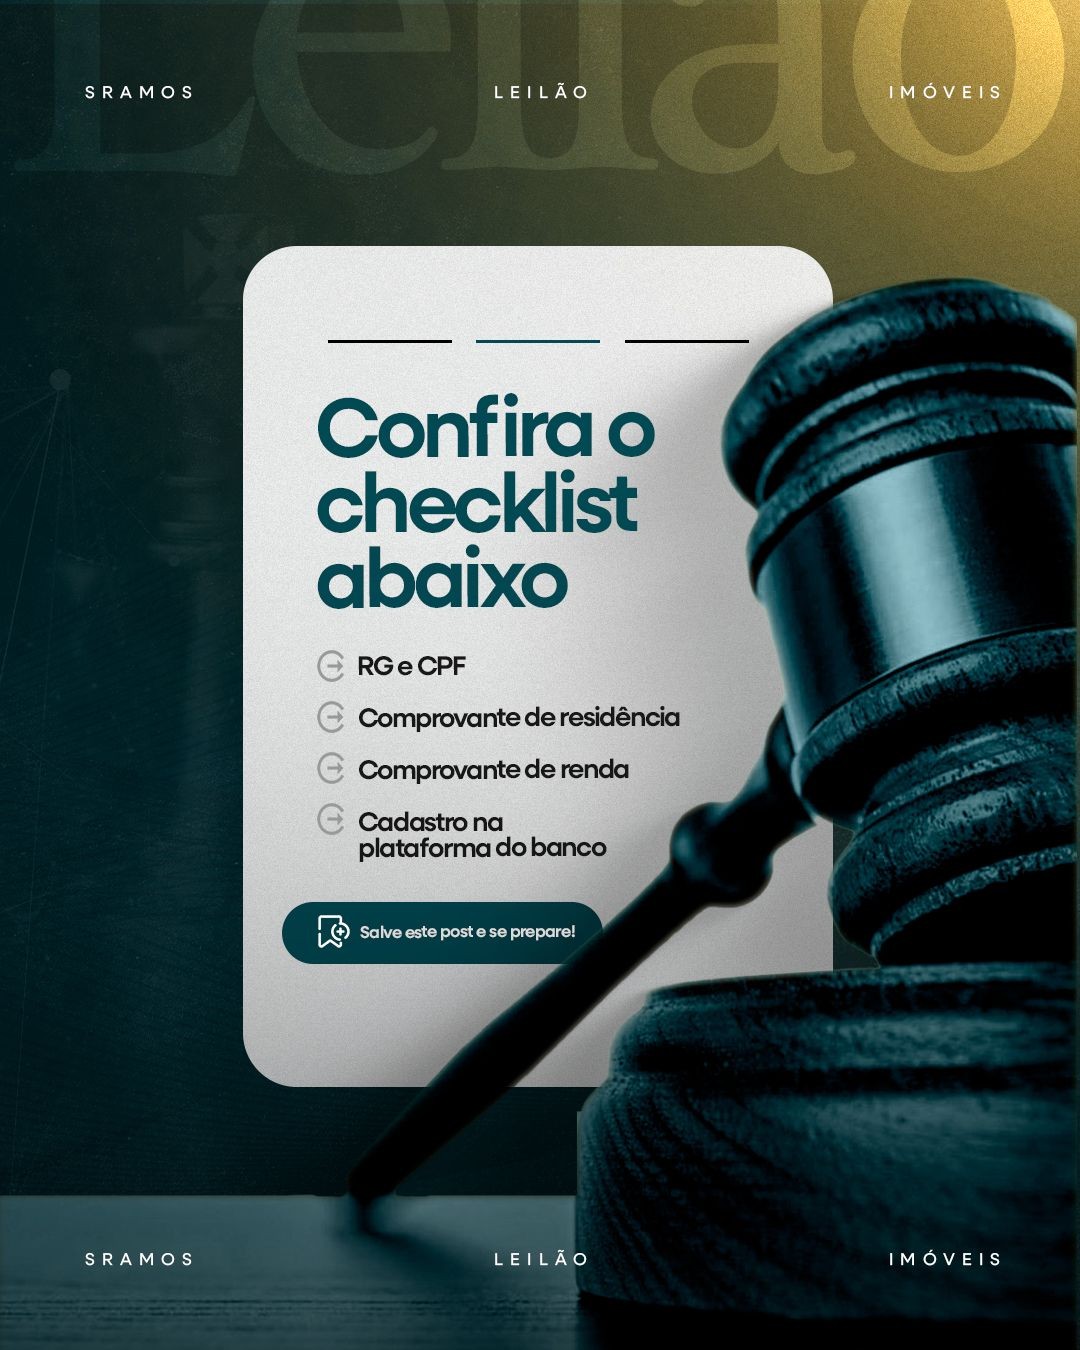 Leilão
SRAMOS LEILÃO IMÓVEIS
Confira o
checklist
abaixo
RG e CPF
Comprovante de residência
Comprovante de renda
Cadastro na
plataforma do banco
Salve este post e se prepare!
SRAMOS LEILÃO IMÓVEIS